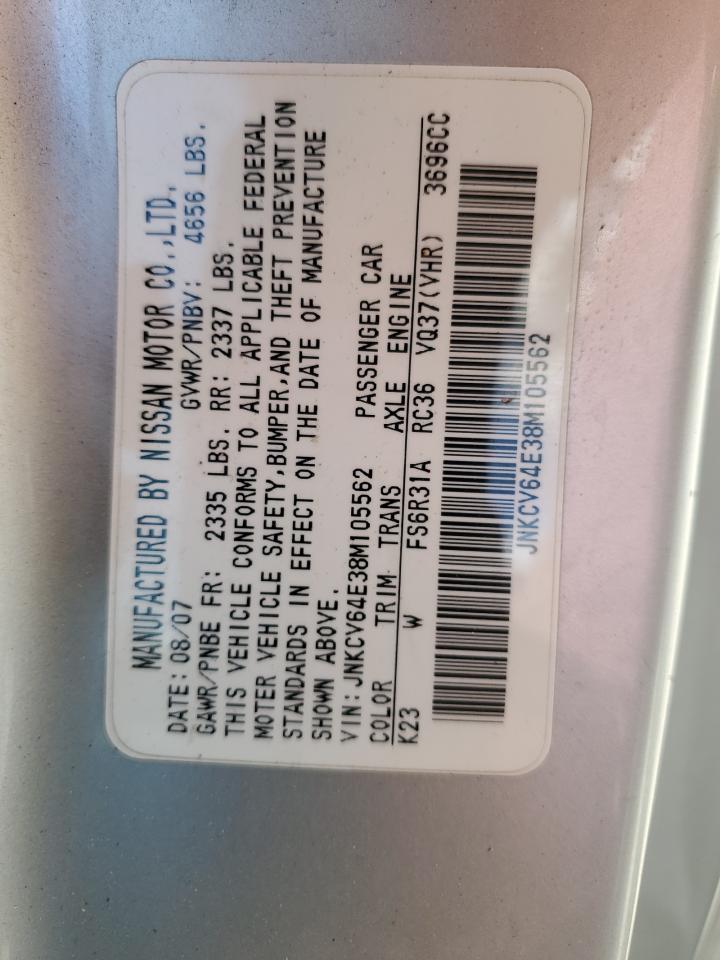 MANUFACTURED BY NISSAN MOTOR CO.,LTD.
DATE: 08/07 GVWR/PNBV: 4656 LBS.
GAWR/PNBE FR: 2335 LBS. RR: 2337 LBS.
THIS VEHICLE CONFORMS TO ALL APPLICABLE FEDERAL
MOTER VEHICLE SAFETY,BUMPER,AND THEFT PREVENTION
STANDARDS IN EFFECT ON THE DATE OF MANUFACTURE
SHOWN ABOVE.
VIN: JNKCV64E38M105562 PASSENGER CAR
COLOR TRIM TRANS AXLE ENGINE
K23 W FS6R31A RC36 VQ37(VHR) 3696CC
JNKCV64E38M105562